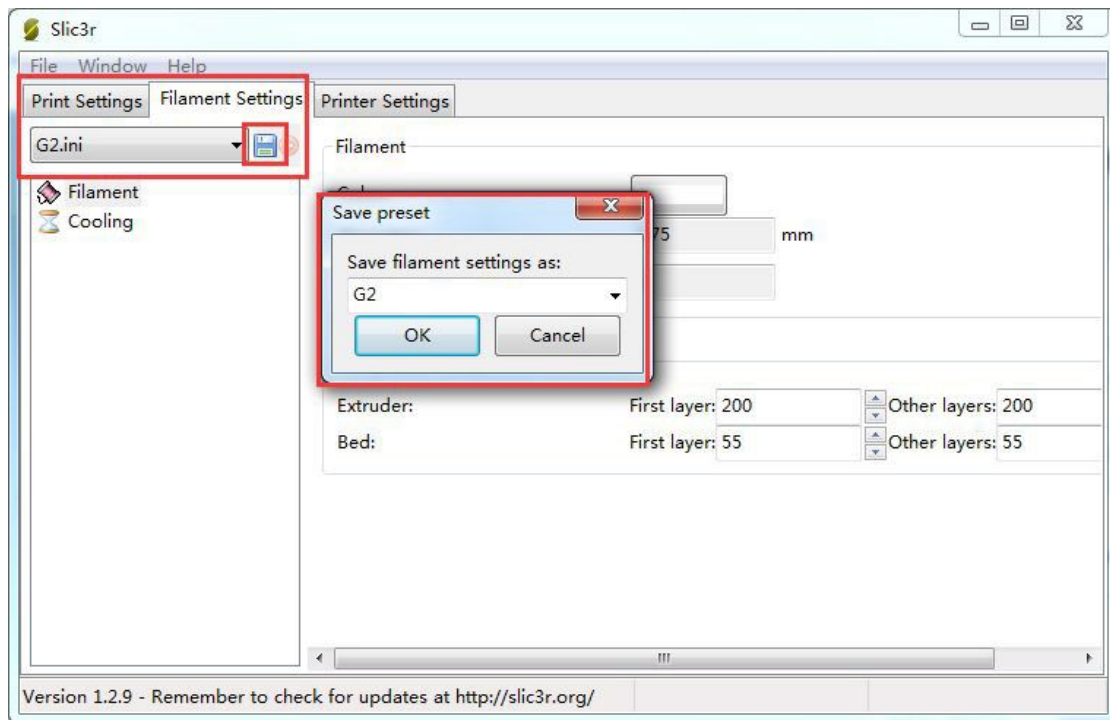 Slic3r
File Window Help
Print Settings Filament Settings Printer Settings
G2.ini
Filament
Cooling
Filament
75 mm
Save preset
Save filament settings as:
G2
OK Cancel
Extruder: First layer: 200 Other layers: 200
Bed: First layer: 55 Other layers: 55
Version 1.2.9 - Remember to check for updates at http://slic3r.org/